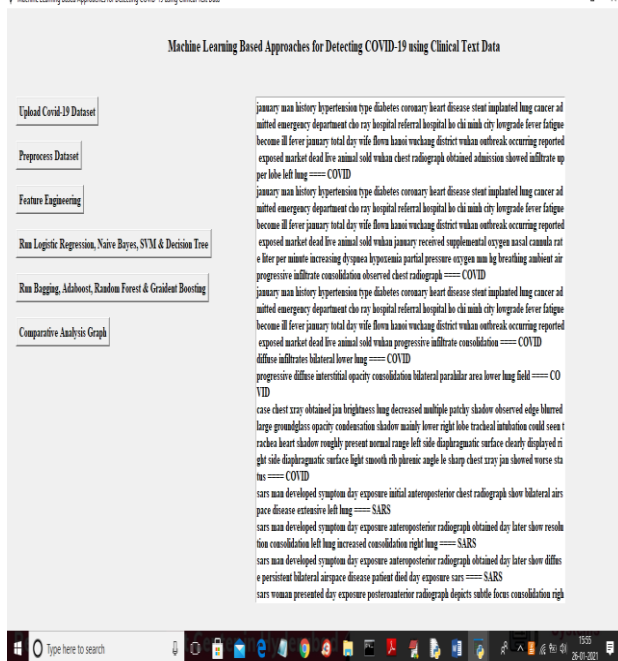 Machine Learning Based Approaches for Detecting COVID-19 using Clinical Text Data
Machine Learning Based Approaches for Detecting COVID-19 using Clinical Text Data
Upload Covid-19 Dataset
Preprocess Dataset
Feature Engineering
Run Logistic Regression, Naive Bayes, SVM & Decision Tree
Run Bagging, Adaboost, Random Forest & Graident Boosting
Comparative Analysis Graph
january man history hypertension type diabetes coronary heart disease stent implanted lung cancer ad
mitted emergency department cho ray hospital referral hospital ho chi minh city lowgrade fever fatigue
become ill fever january total day wife flown hanoi wuchang district wuhan outbreak occurring reported
exposed market dead live animal sold wuhan chest radiograph obtained admission showed infiltrate up
per lobe left lung ==== COVID
january man history hypertension type diabetes coronary heart disease stent implanted lung cancer ad
mitted emergency department cho ray hospital referral hospital ho chi minh city lowgrade fever fatigue
become ill fever january total day wife flown hanoi wuchang district wuhan outbreak occurring reported
exposed market dead live animal sold wuhan january received supplemental oxygen nasal cannula rat
e liter per minute increasing dyspnea hypoxemia partial pressure oxygen mm hg breathing ambient air
progressive infiltrate consolidation observed chest radiograph ==== COVID
january man history hypertension type diabetes coronary heart disease stent implanted lung cancer ad
mitted emergency department cho ray hospital referral hospital ho chi minh city lowgrade fever fatigue
become ill fever january total day wife flown hanoi wuchang district wuhan outbreak occurring reported
exposed market dead live animal sold wuhan progressive infiltrate consolidation ==== COVID
diffuse infiltrates bilateral lower lung ==== COVID
progressive diffuse interstitial opacity consolidation bilateral parahilar area lower lung field ==== CO
VID
case chest xray obtained jan brightness lung decreased multiple patchy shadow observed edge blurred
large groundglass opacity condensation shadow mainly lower right lobe tracheal intubation could seen t
rachea heart shadow roughly present normal range left side diaphragmatic surface clearly displayed ri
ght side diaphragmatic surface light smooth rib phrenic angle le sharp chest xray jan showed worse sta
tus ==== COVID
sars man developed symptom day exposure initial anteroposterior chest radiograph show bilateral airs
pace disease extensive left lung ==== SARS
sars man developed symptom day exposure anteroposterior radiograph obtained day later show resolu
tion consolidation left lung increased consolidation right lung ==== SARS
sars man developed symptom day exposure anteroposterior radiograph obtained day later show diffus
e persistent bilateral airspace disease patient died day exposure sars ==== SARS
sars woman presented day exposure posteroanterior radiograph depicts subtle focus consolidation righ
Type here to search
15:55
26-01-2021